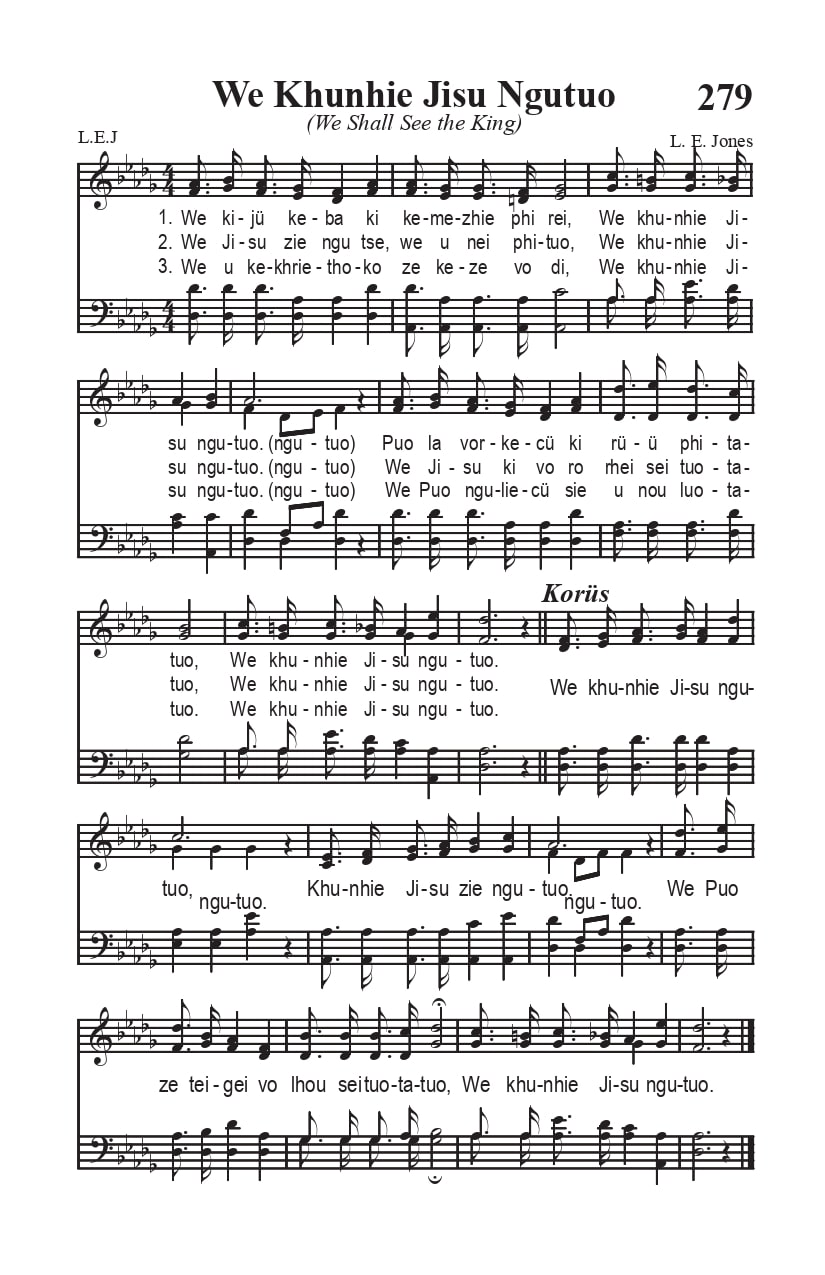 We Khunhie Jisu Ngutuo 279
(We Shall See the King)
L.E.J L. E. Jones
1. We ki-jü ke-ba ki ke-me-zhie phi rei, We khu-nhie Ji-
2. We Ji-su zie ngu tse, we u nei phi-tuo, We khu-nhie Ji-
3. We u ke-khrie-tho-ko ze ke-ze vo di, We khu-nhie Ji-
su ngu-tuo. (ngu-tuo) Puo la vor-ke-cü ki rü-ü phi-ta-
su ngu-tuo. (ngu-tuo) We Ji-su ki vo ro rhei sei tuo-ta-
su ngu-tuo. (ngu-tuo) We Puo ngu-lie-cü sie u nou luo-ta-
Korüs
tuo, We khu-nhie Ji-su ngu-tuo.
tuo, We khu-nhie Ji-su ngu-tuo. We khu-nhie Ji-su ngu-
tuo. We khu-nhie Ji-su ngu-tuo.
tuo, Khu-nhie Ji-su zie ngu-tuo. We Puo
ngu-tuo. ngu-tuo.
ze tei-gei vo lhou sei tuo-ta-tuo, We khu-nhie Ji-su ngu-tuo.